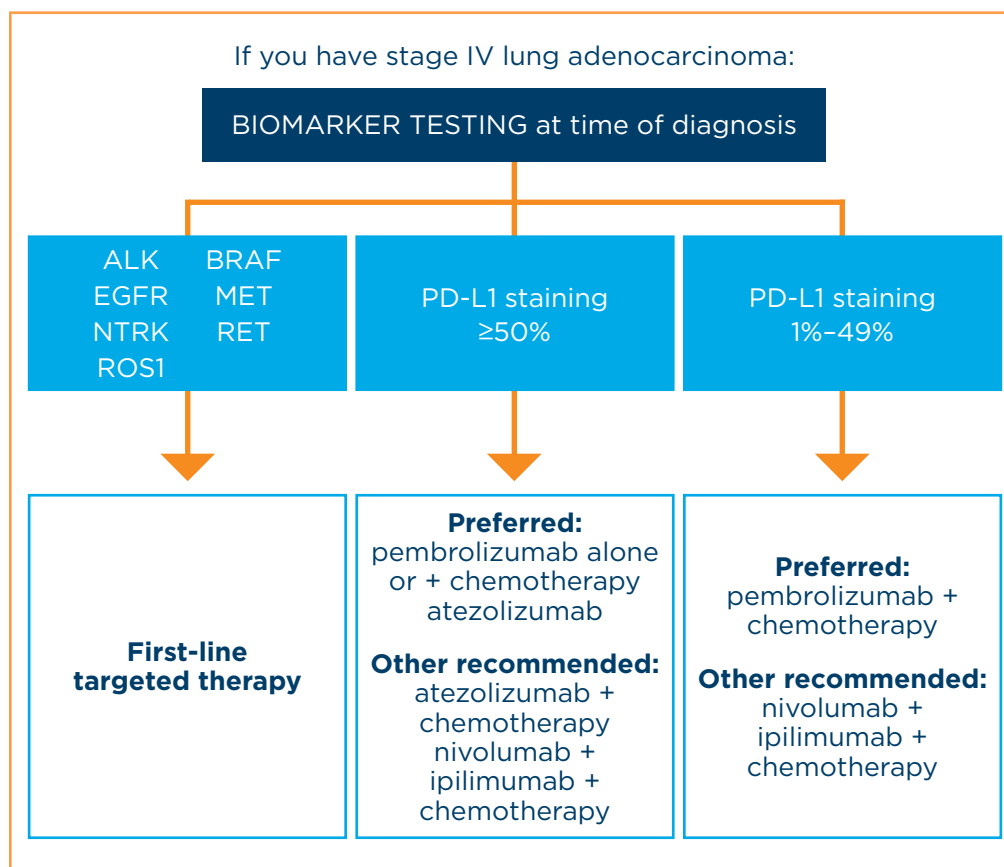 If you have stage IV lung adenocarcinoma:
BIOMARKER TESTING at time of diagnosis
ALK BRAF
EGFR MET
NTRK RET
ROS1
PD-L1 staining
≥50%
PD-L1 staining
1%–49%
First-line
targeted therapy
Preferred:
pembrolizumab alone
or + chemotherapy
atezolizumab
Other recommended:
atezolizumab +
chemotherapy
nivolumab +
ipilimumab +
chemotherapy
Preferred:
pembrolizumab +
chemotherapy
Other recommended:
nivolumab +
ipilimumab +
chemotherapy